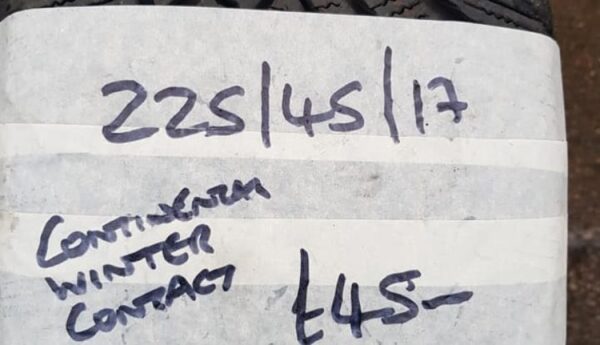 225/45/17
CONTINENTAL
WINTER
CONTACT
£45-